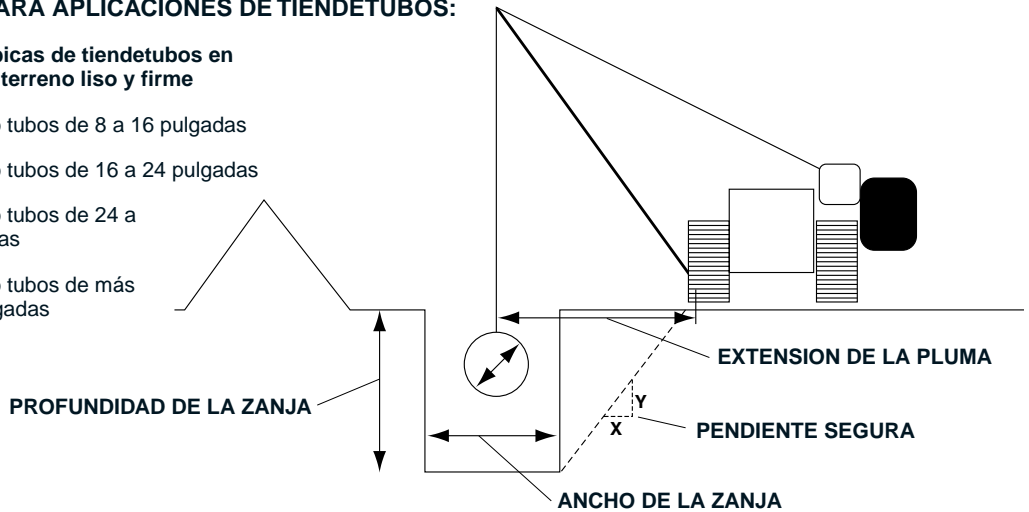 ARA APLICACIONES DE TIENDETUBOS:
picas de tiendetubos en
terreno liso y firme
tubos de 8 a 16 pulgadas
tubos de 16 a 24 pulgadas
tubos de 24 a
as
tubos de más
gadas
EXTENSION DE LA PLUMA
PROFUNDIDAD DE LA ZANJA
Y
X
PENDIENTE SEGURA
ANCHO DE LA ZANJA